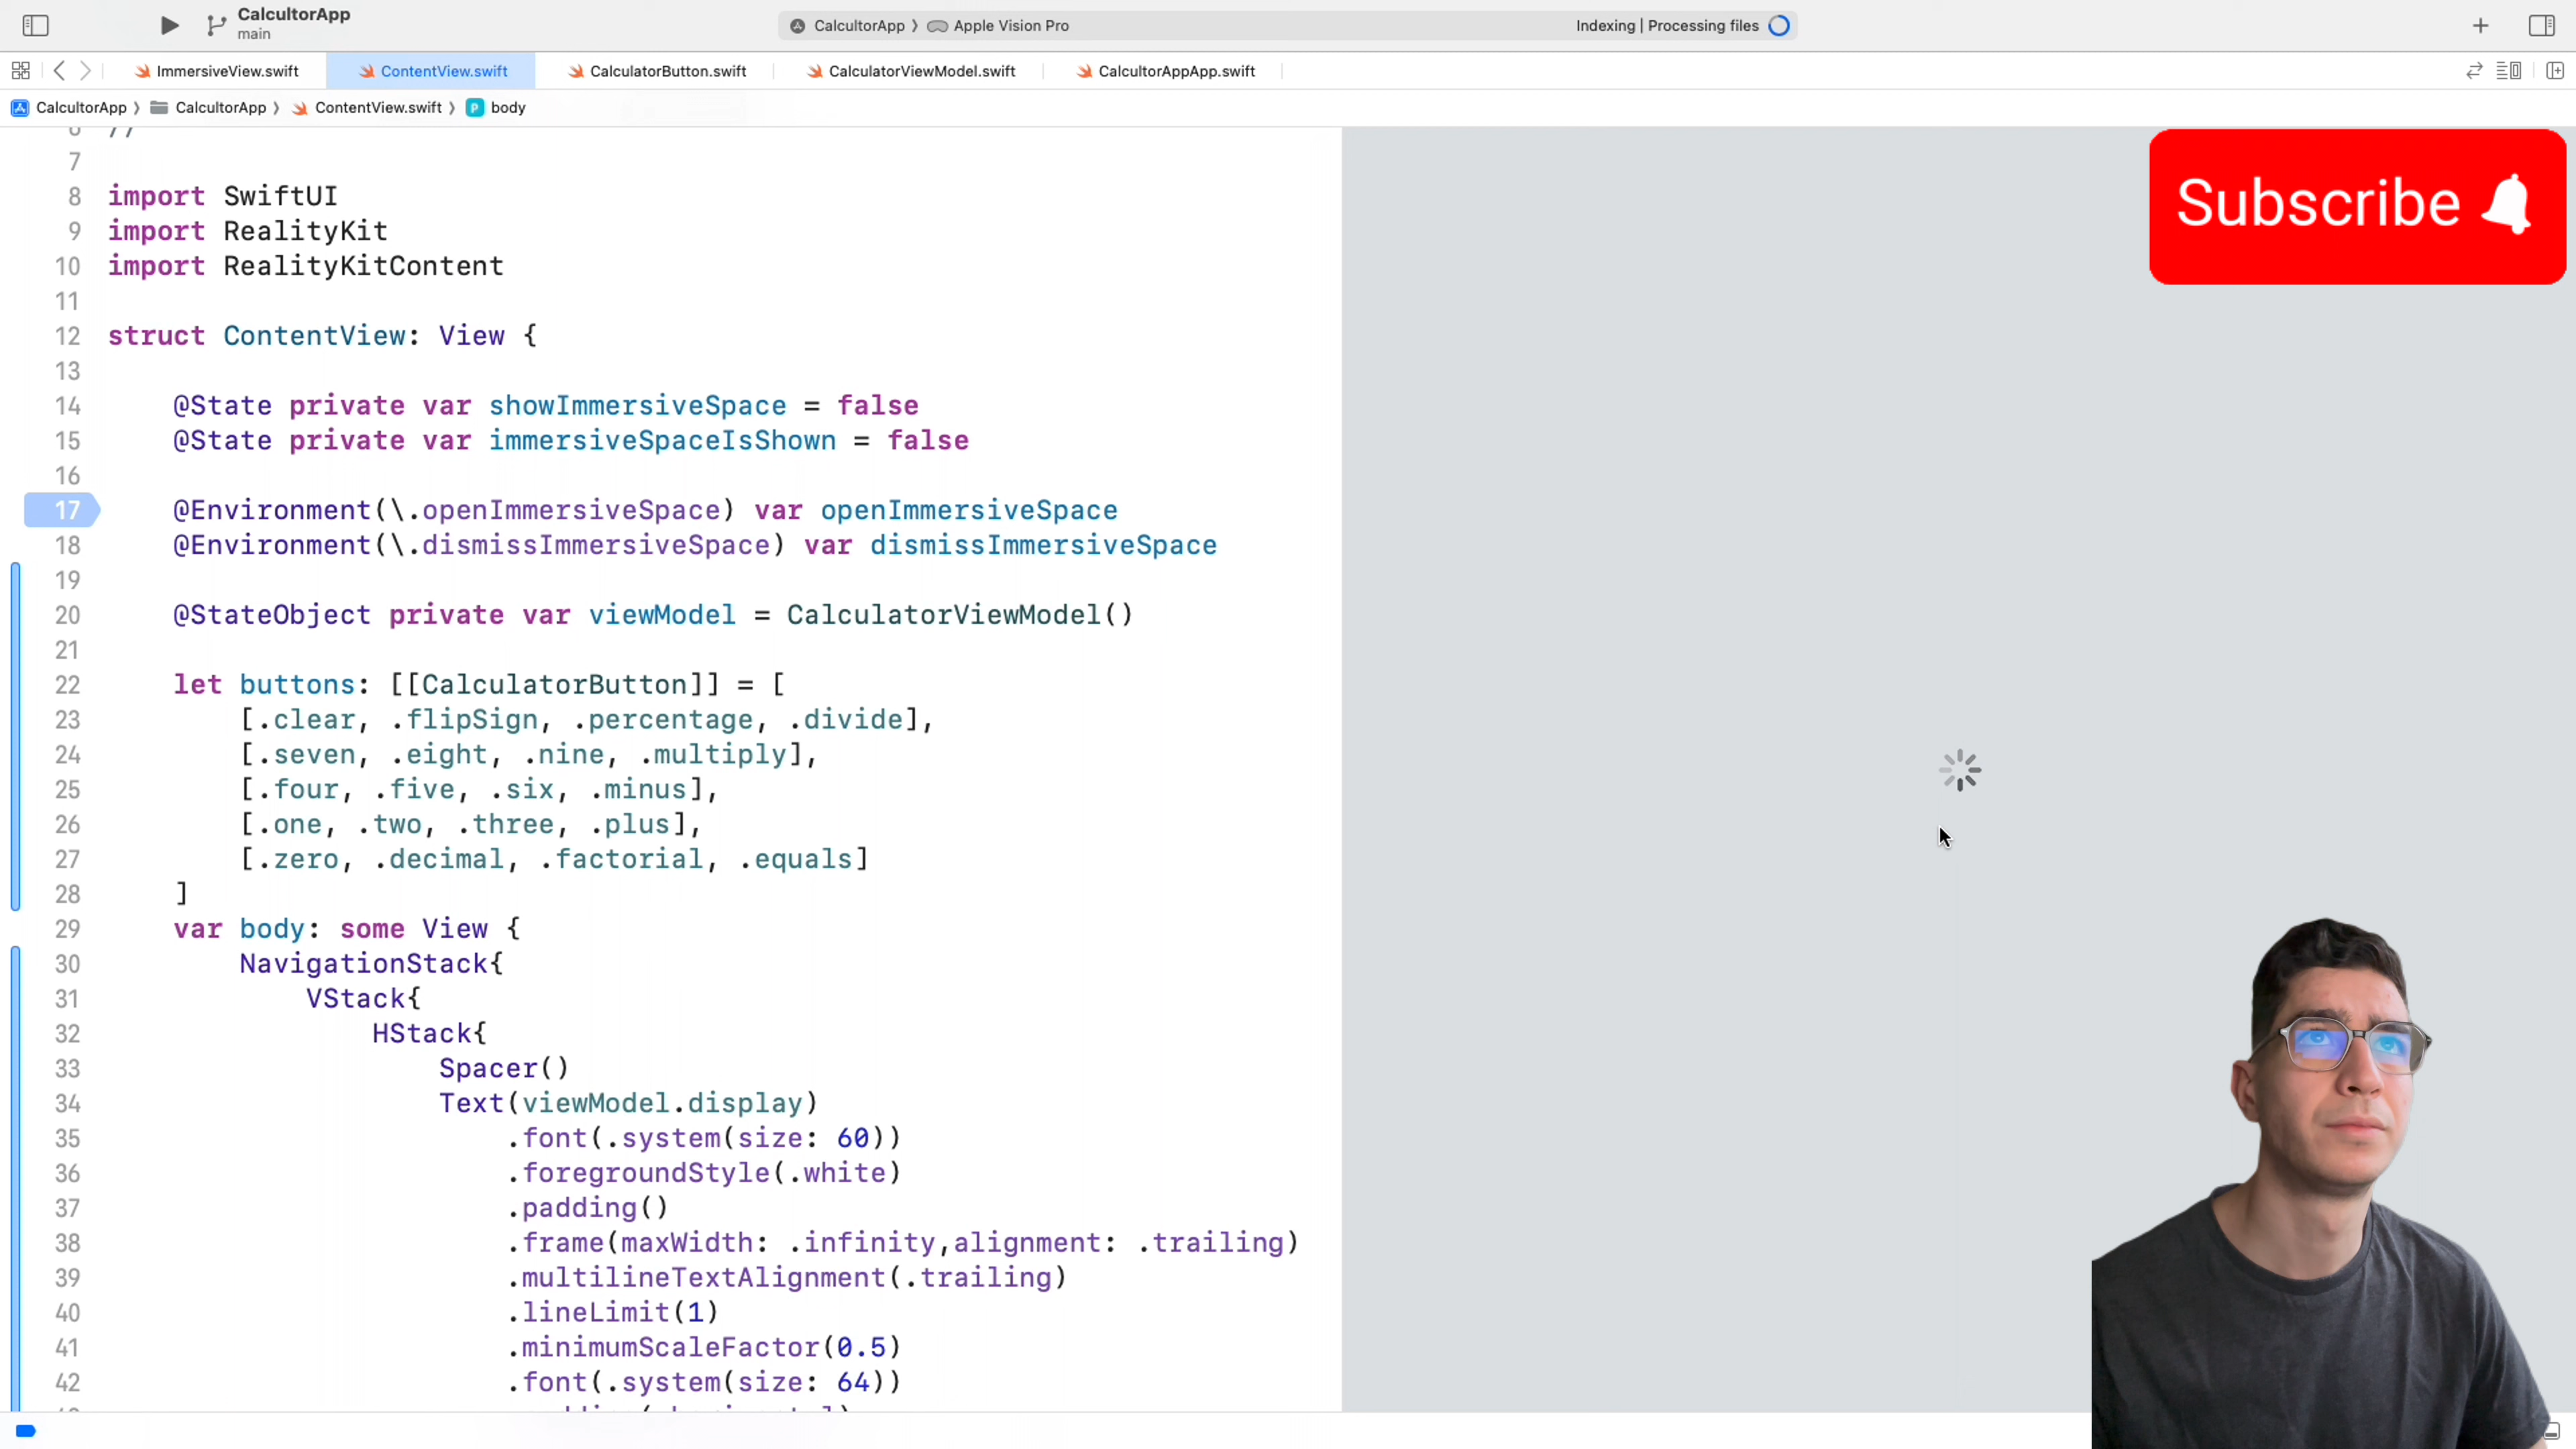 CalcultorApp
main
CalcultorApp 〉 Apple Vision Pro
Indexing | Processing files
ImmersiveView.swift
ContentView.swift
CalculatorButton.swift
CalculatorViewModel.swift
CalcultorAppApp.swift
CalcultorApp 〉 CalcultorApp 〉 ContentView.swift 〉 P body
6 //
7
8 import SwiftUI
9 import RealityKit
10 import RealityKitContent
11
12 struct ContentView: View {
13
14 @State private var showImmersiveSpace = false
15 @State private var immersiveSpaceIsShown = false
16
17 @Environment(\.openImmersiveSpace) var openImmersiveSpace
18 @Environment(\.dismissImmersiveSpace) var dismissImmersiveSpace
19
20 @StateObject private var viewModel = CalculatorViewModel()
21
22 let buttons: [[CalculatorButton]] = [
23 [.clear, .flipSign, .percentage, .divide],
24 [.seven, .eight, .nine, .multiply],
25 [.four, .five, .six, .minus],
26 [.one, .two, .three, .plus],
27 [.zero, .decimal, .factorial, .equals]
28 ]
29 var body: some View {
30 NavigationStack{
31 VStack{
32 HStack{
33 Spacer()
34 Text(viewModel.display)
35 .font(.system(size: 60))
36 .foregroundStyle(.white)
37 .padding()
38 .frame(maxWidth: .infinity,alignment: .trailing)
39 .multilineTextAlignment(.trailing)
40 .lineLimit(1)
41 .minimumScaleFactor(0.5)
42 .font(.system(size: 64))
Subscribe